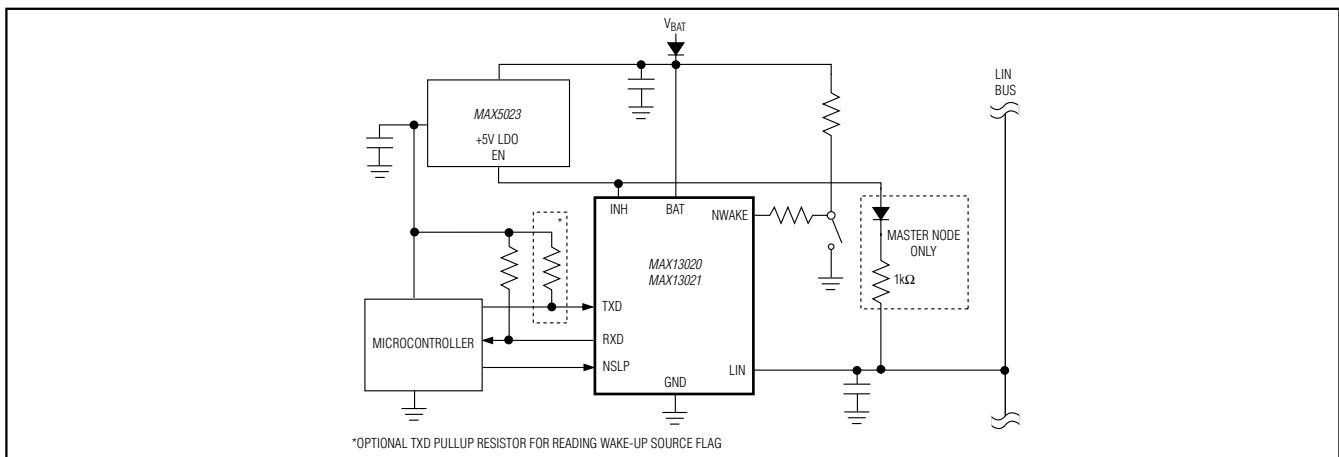 VBAT
LIN
BUS
MAX5023
+5V LDO
EN
INH
BAT
NWAKE
*
MAX13020
MAX13021
MASTER NODE
ONLY
1kΩ
TXD
MICROCONTROLLER
RXD
NSLP
GND
LIN
*OPTIONAL TXD PULLUP RESISTOR FOR READING WAKE-UP SOURCE FLAG